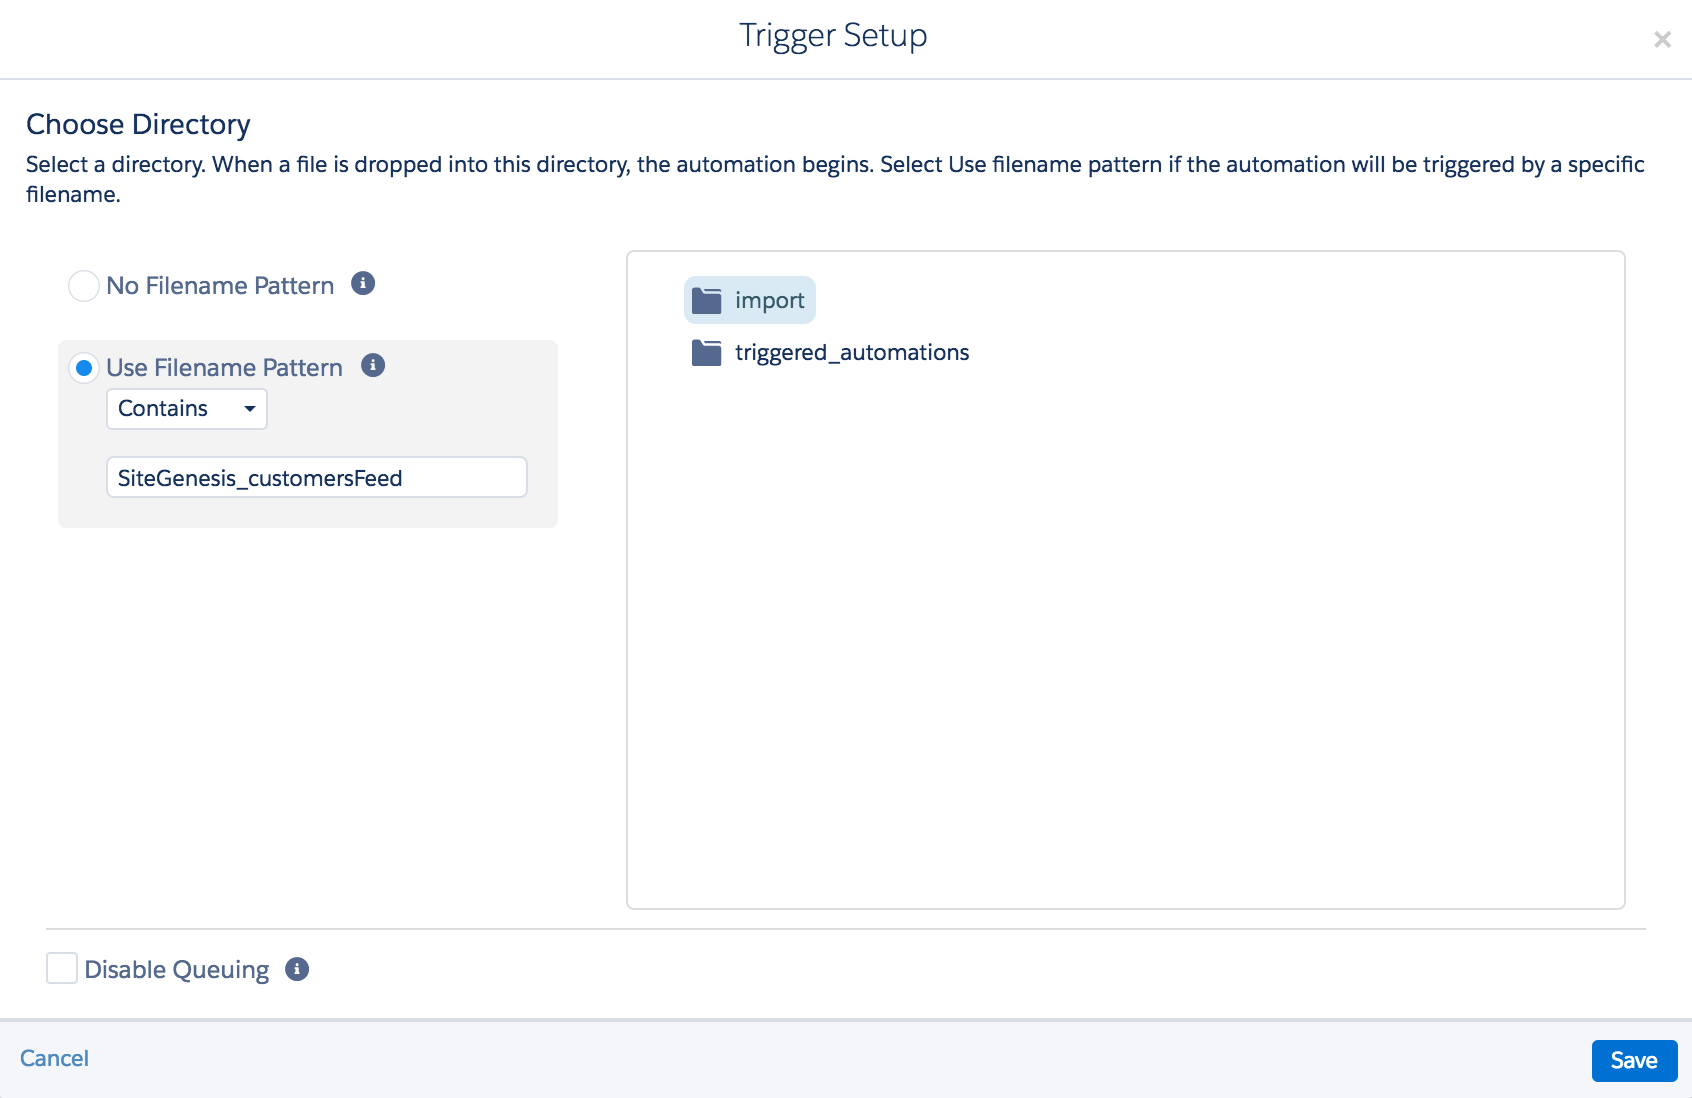 Trigger Setup
Choose Directory
Select a directory. When a file is dropped into this directory, the automation begins. Select Use filename pattern if the automation will be triggered by a specific
filename.
No Filename Pattern
Use Filename Pattern
Contains
SiteGenesis_customersFeed
import
triggered_automations
Disable Queuing
Cancel
Save